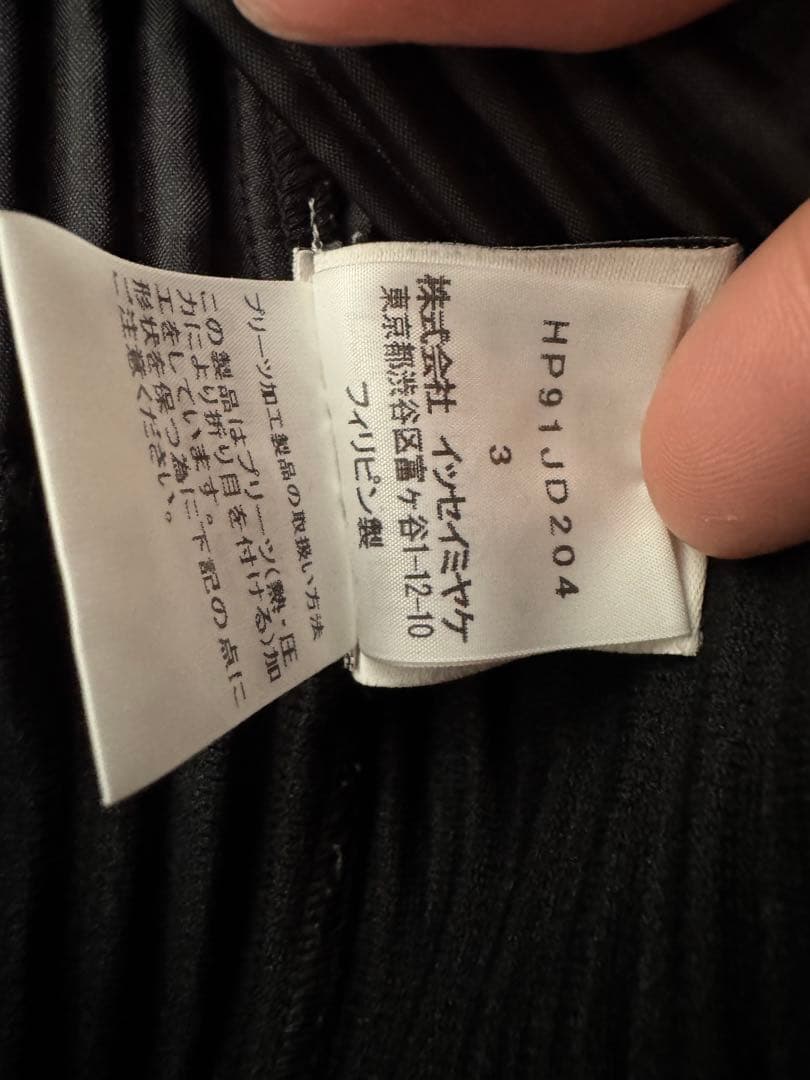 HP91JD204
3
株式会社 イッセイミヤケ
東京都渋谷区富ヶ谷1-12-10
フィリピン製
プリーツ加工製品の取扱い方法
この製品はプリーツ(熱・圧
力により折り目を付ける)加
工をしています。下記の点に
形状を保つ為に
ご注意ください。